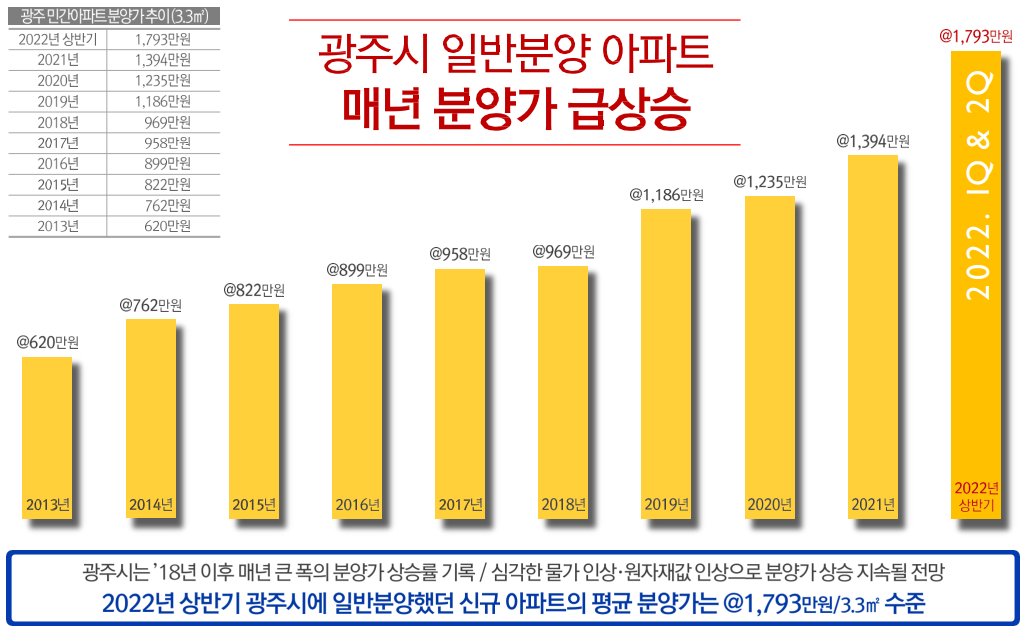 광주 민간아파트 분양가 추이 (3.3㎡)
2022년 상반기 1,793만원
2021년 1,394만원
2020년 1,235만원
2019년 1,186만원
2018년 969만원
2017년 958만원
2016년 899만원
2015년 822만원
2014년 762만원
2013년 620만원
광주시 일반분양 아파트
매년 분양가 급상승
@620만원
@762만원
@822만원
@899만원
@958만원
@969만원
@1,186만원
@1,235만원
@1,394만원
@1,793만원
2022. 1Q & 2Q
2013년
2014년
2015년
2016년
2017년
2018년
2019년
2020년
2021년
2022년
상반기
광주시는 ’18년 이후 매년 큰 폭의 분양가 상승률 기록 / 심각한 물가 인상·원자재값 인상으로 분양가 상승 지속될 전망
2022년 상반기 광주시에 일반분양했던 신규 아파트의 평균 분양가는 @1,793만원/3.3㎡ 수준